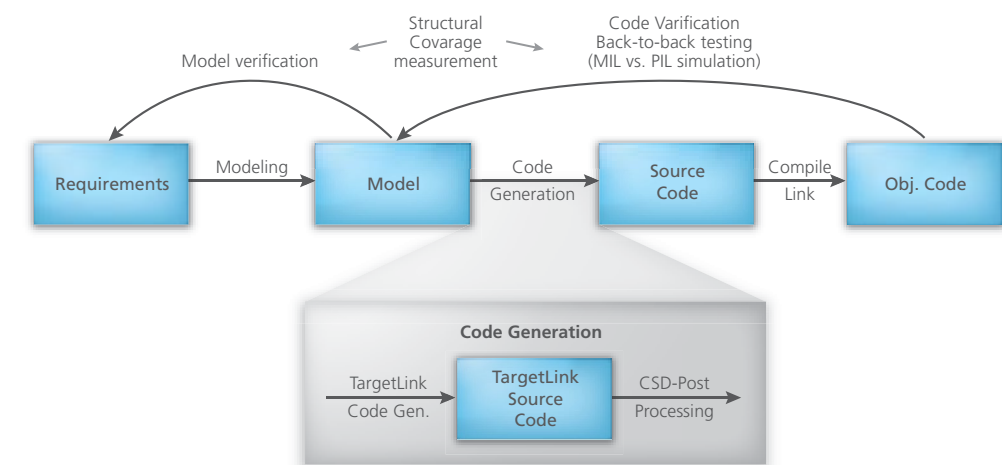 Structural
Covarage
measurement
Code Varification
Back-to-back testing
(MIL vs. PIL simulation)
Model verification
Requirements
Modeling
Model
Code
Generation
Source
Code
Compile
Link
Obj. Code
Code Generation
TargetLink
Code Gen.
TargetLink
Source
Code
CSD-Post
Processing